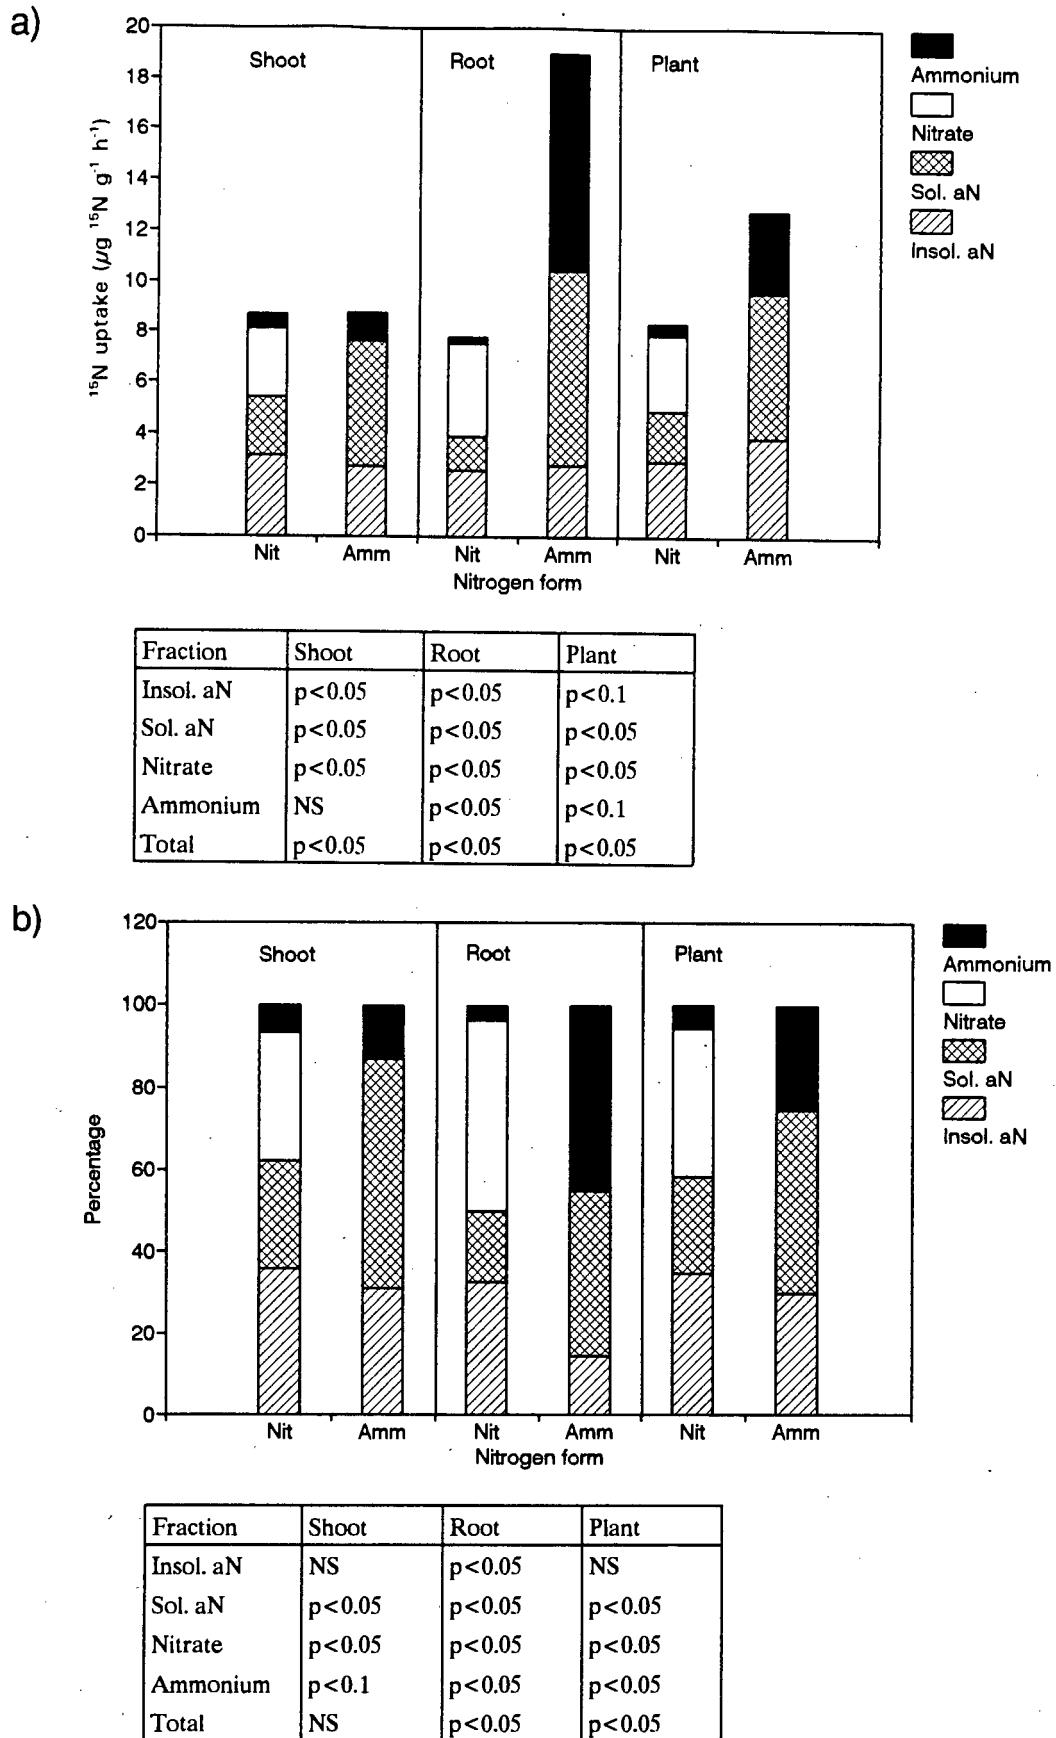 a)
20
18
16
14
12
10
8
6
4
2
0
¹⁵N uptake (μg ¹⁵N g⁻¹ h⁻¹)
Shoot Root Plant
Ammonium
Nitrate
Sol. aN
Insol. aN
Nit Amm Nit Amm Nit Amm
Nitrogen form
Fraction Shoot Root Plant
Insol. aN p<0.05 p<0.05 p<0.1
Sol. aN p<0.05 p<0.05 p<0.05
Nitrate p<0.05 p<0.05 p<0.05
Ammonium NS p<0.05 p<0.1
Total p<0.05 p<0.05 p<0.05
b)
120
100
80
60
40
20
0
Percentage
Shoot Root Plant
Ammonium
Nitrate
Sol. aN
Insol. aN
Nit Amm Nit Amm Nit Amm
Nitrogen form
Fraction Shoot Root Plant
Insol. aN NS p<0.05 NS
Sol. aN p<0.05 p<0.05 p<0.05
Nitrate p<0.05 p<0.05 p<0.05
Ammonium p<0.1 p<0.05 p<0.05
Total NS p<0.05 p<0.05